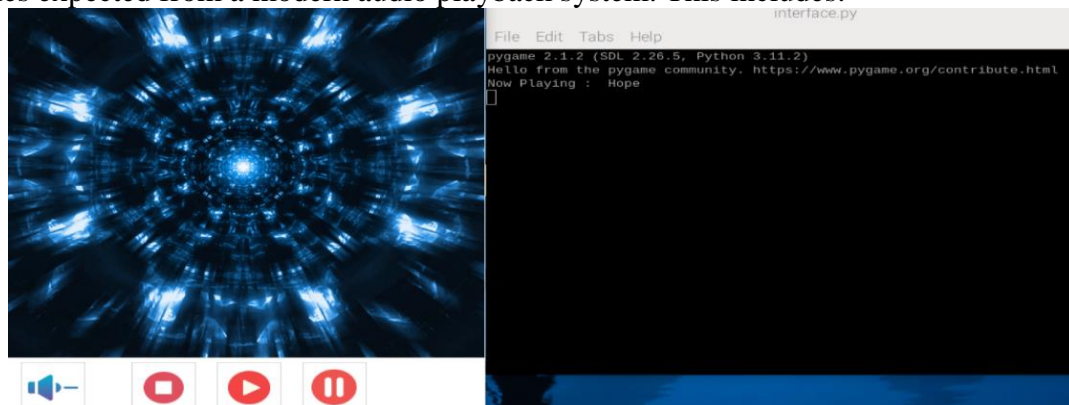 es expected from a modern audio playback system. This includes:
interface.py
File Edit Tabs Help
pygame 2.1.2 (SDL 2.26.5, Python 3.11.2)
Hello from the pygame community. https://www.pygame.org/contribute.html
Now Playing :  Hope